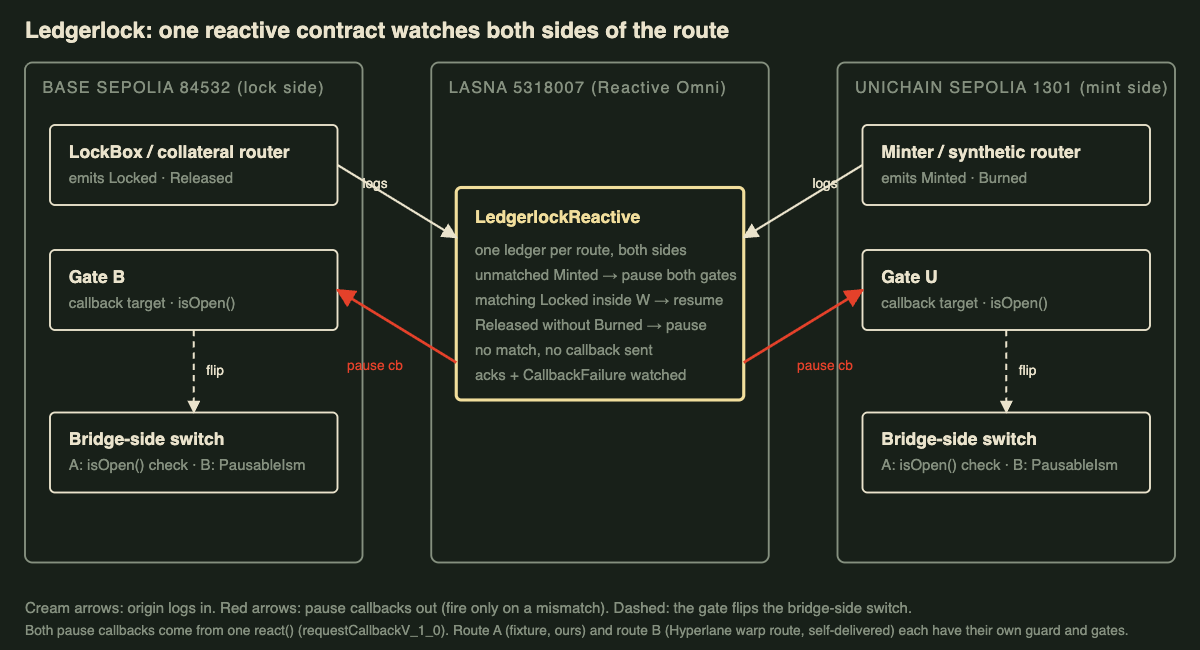 Ledgerlock: one reactive contract watches both sides of the route
BASE SEPOLIA 84532 (lock side)
LockBox / collateral router
emits Locked · Released
logs
Gate B
callback target · isOpen()
pause cb
flip
Bridge-side switch
A: isOpen() check · B: PausableIsm
LASNA 5318007 (Reactive Omni)
LedgerlockReactive
one ledger per route, both sides
unmatched Minted → pause both gates
matching Locked inside W → resume
Released without Burned → pause
no match, no callback sent
acks + CallbackFailure watched
UNICHAIN SEPOLIA 1301 (mint side)
Minter / synthetic router
emits Minted · Burned
logs
Gate U
callback target · isOpen()
pause cb
flip
Bridge-side switch
A: isOpen() check · B: PausableIsm
Cream arrows: origin logs in. Red arrows: pause callbacks out (fire only on a mismatch). Dashed: the gate flips the bridge-side switch.
Both pause callbacks come from one react() (requestCallbackV_1_0). Route A (fixture, ours) and route B (Hyperlane warp route, self-delivered) each have their own guard and gates.